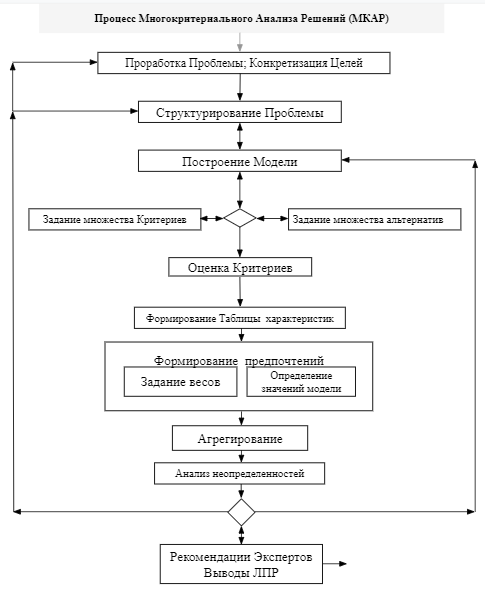 Процесс Многокритериального Анализа Решений (МКАР)
Проработка Проблемы; Конкретизация Целей
Структурирование Проблемы
Построение Модели
Задание множества Критериев
Задание множества альтернатив
Оценка Критериев
Формирование Таблицы характеристик
Формирование предпочтений
Задание весов
Определение
значений модели
Агрегирование
Анализ неопределенностей
Рекомендации Экспертов
Выводы ЛПР